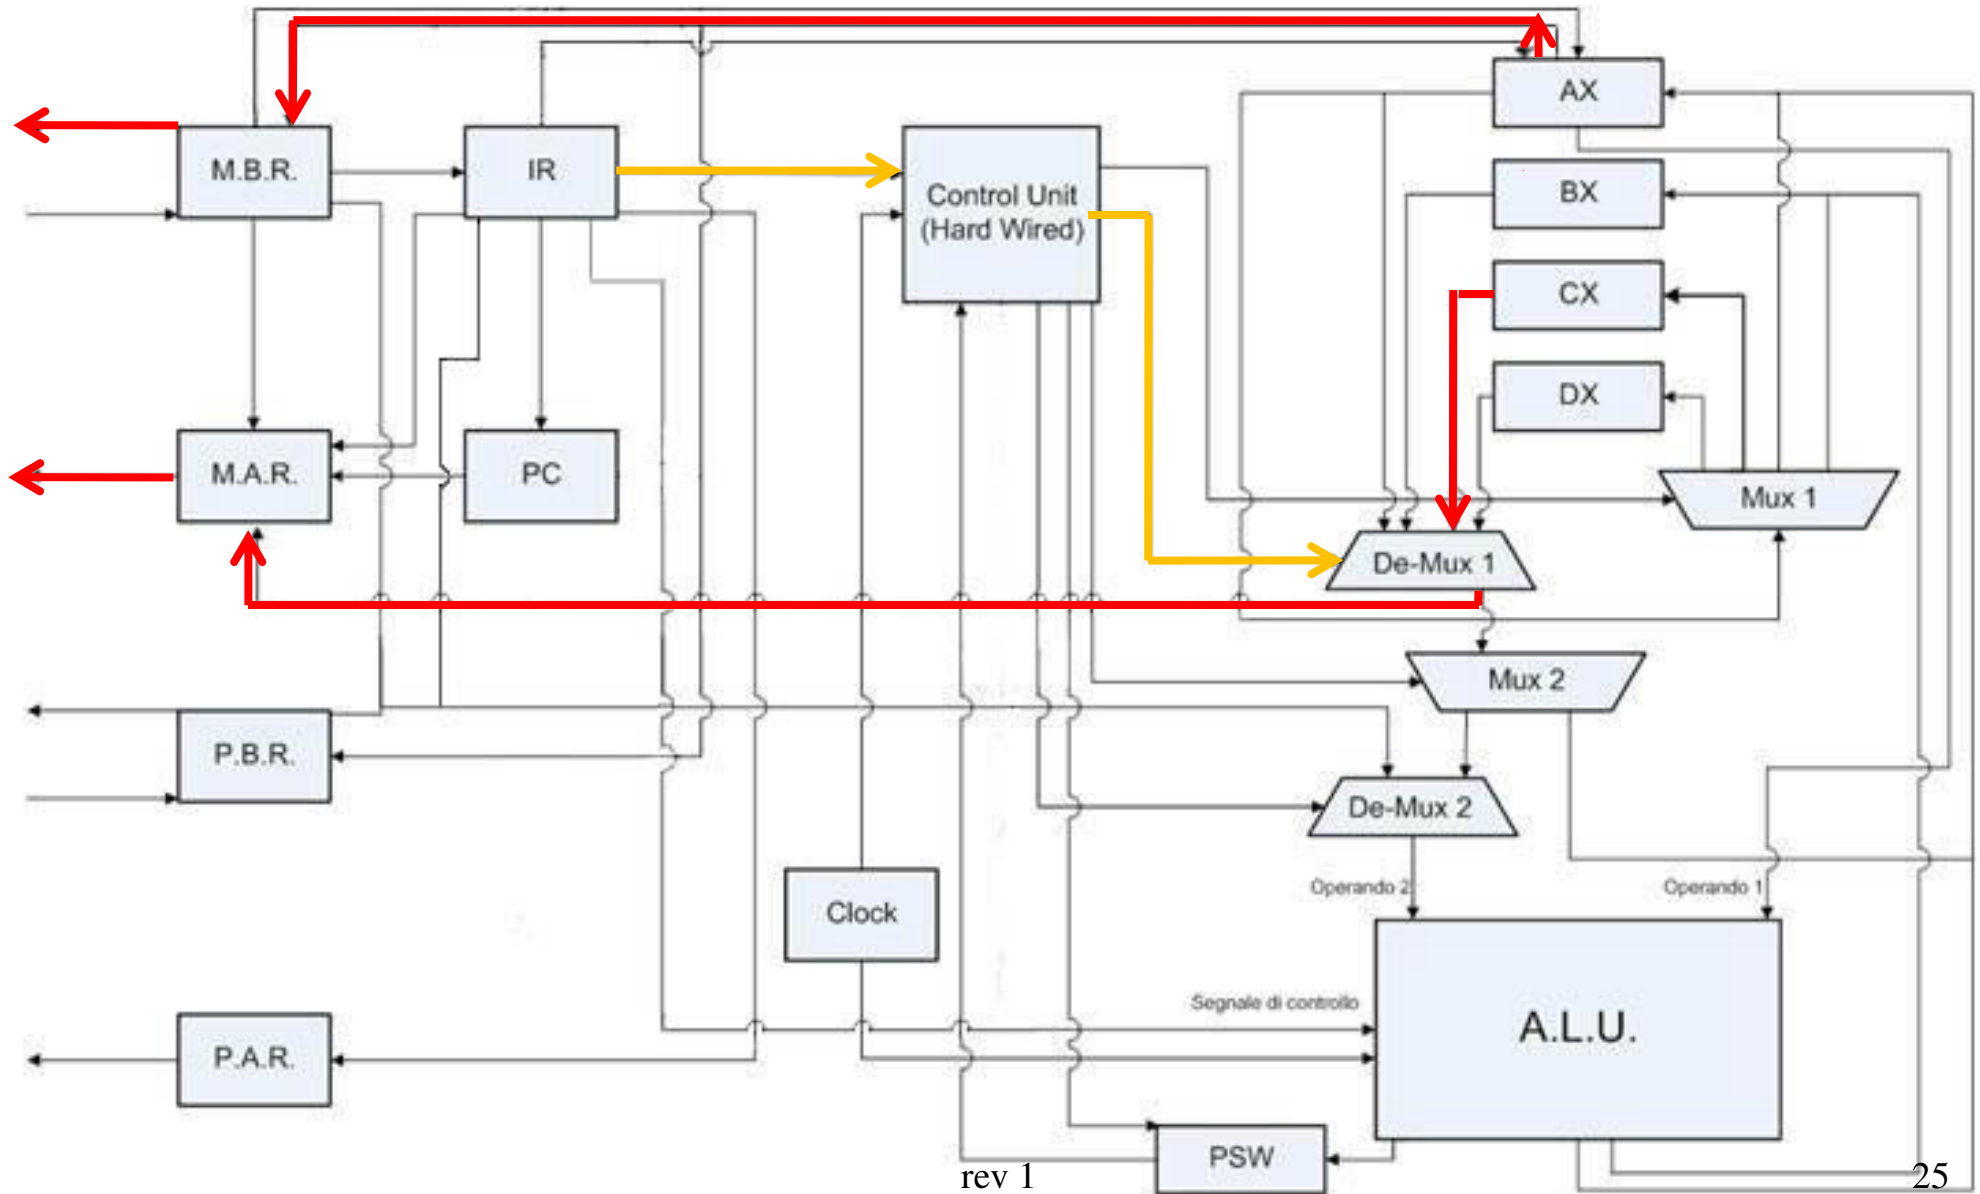 AX
M.B.R.
IR
Control Unit
(Hard Wired)
BX
CX
DX
M.A.R.
PC
Mux 1
De-Mux 1
Mux 2
P.B.R.
De-Mux 2
Operando 2
Operando 1
Clock
Segnale di controllo
A.L.U.
P.A.R.
PSW
rev 1
25